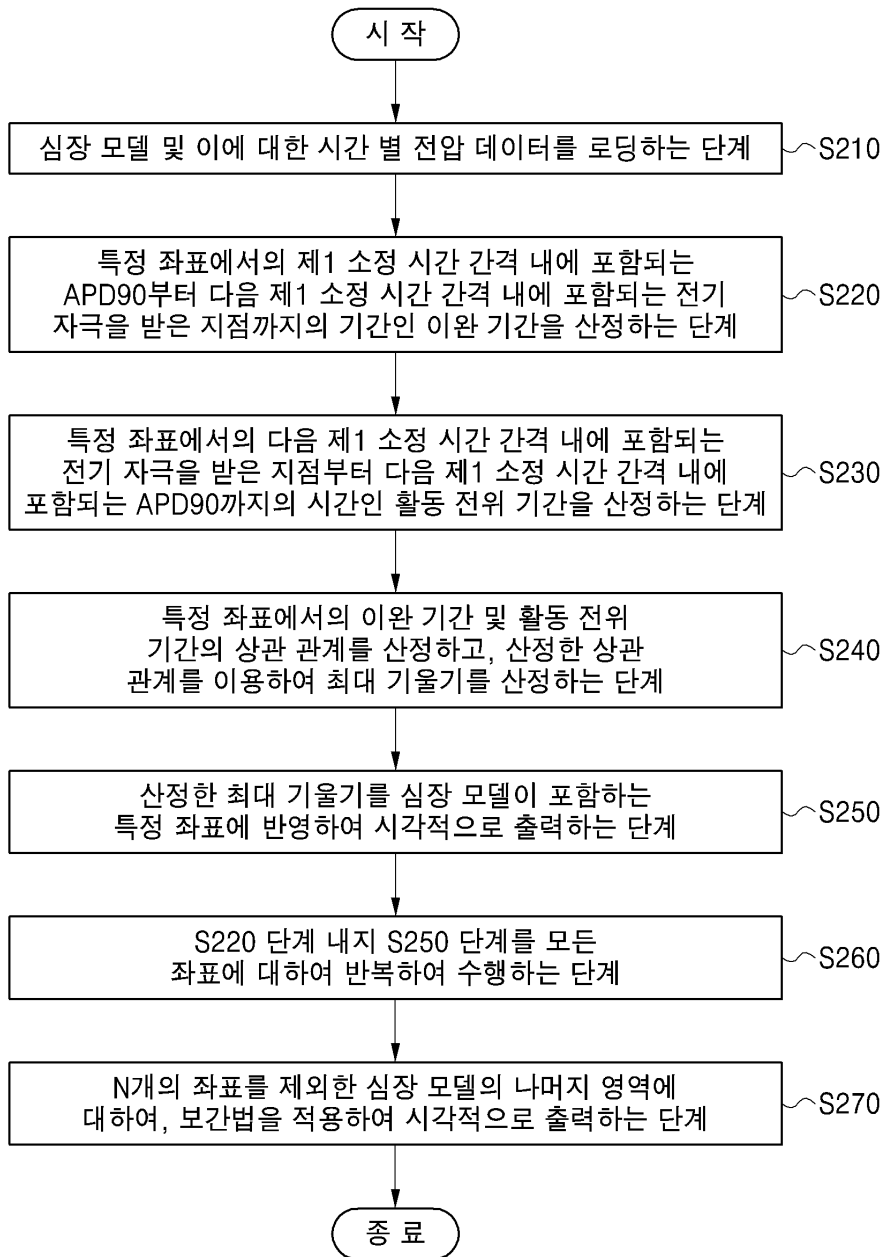 시 작
심장 모델 및 이에 대한 시간 별 전압 데이터를 로딩하는 단계
S210
특정 좌표에서의 제1 소정 시간 간격 내에 포함되는
APD90부터 다음 제1 소정 시간 간격 내에 포함되는 전기
자극을 받은 지점까지의 기간인 이완 기간을 산정하는 단계
S220
특정 좌표에서의 다음 제1 소정 시간 간격 내에 포함되는
전기 자극을 받은 지점부터 다음 제1 소정 시간 간격 내에
포함되는 APD90까지의 시간인 활동 전위 기간을 산정하는 단계
S230
특정 좌표에서의 이완 기간 및 활동 전위
기간의 상관 관계를 산정하고, 산정한 상관
관계를 이용하여 최대 기울기를 산정하는 단계
S240
산정한 최대 기울기를 심장 모델이 포함하는
특정 좌표에 반영하여 시각적으로 출력하는 단계
S250
S220 단계 내지 S250 단계를 모든
좌표에 대하여 반복하여 수행하는 단계
S260
N개의 좌표를 제외한 심장 모델의 나머지 영역에
대하여, 보간법을 적용하여 시각적으로 출력하는 단계
S270
종 료